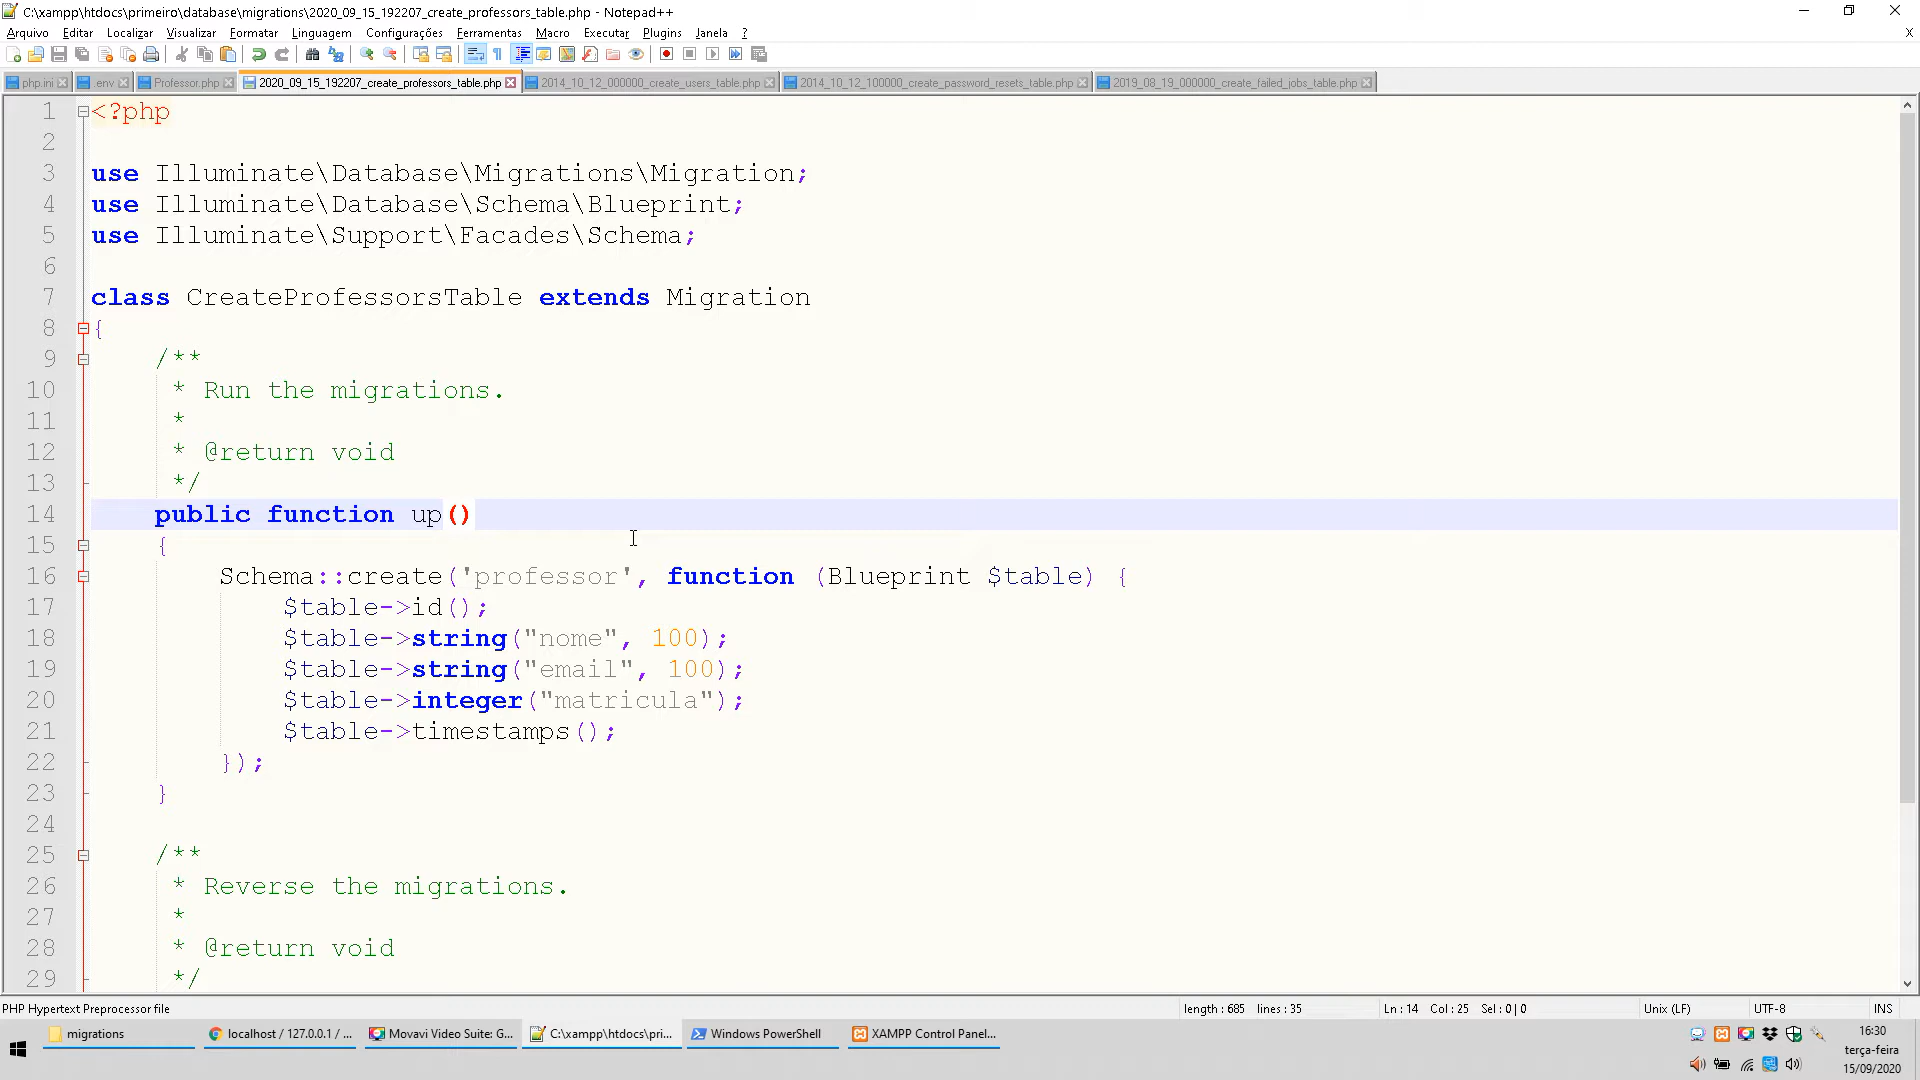 C:\xampp\htdocs\primeiro\database\migrations\2020_09_15_192207_create_professors_table.php - Notepad++
Arquivo Editar Localizar Visualizar Formatar Linguagem Configurações Ferramentas Macro Executar Plugins Janela ? X
php.ini env Professor.php 2020_09_15_192207_create_professors_table.php 2014_10_12_000000_create_users_table.php 2014_10_12_100000_create_password_resets_table.php 2019_08_19_000000_create_failed_jobs_table.php
1 <?php
2
3 use Illuminate\Database\Migrations\Migration;
4 use Illuminate\Database\Schema\Blueprint;
5 use Illuminate\Support\Facades\Schema;
6
7 class CreateProfessorsTable extends Migration
8 {
9 /**
10 * Run the migrations.
11 *
12 * @return void
13 */
14 public function up()
15 {
16 Schema::create('professor', function (Blueprint $table) {
17 $table->id();
18 $table->string("nome", 100);
19 $table->string("email", 100);
20 $table->integer("matricula");
21 $table->timestamps();
22 });
23 }
24
25 /**
26 * Reverse the migrations.
27 *
28 * @return void
29 */
PHP Hypertext Preprocessor file length : 685 lines : 35 Ln : 14 Col : 25 Sel : 0 | 0 Unix (LF) UTF-8 INS
migrations localhost / 127.0.0.1 / ... Movavi Video Suite: G... C:\xampp\htdocs\pri... Windows PowerShell XAMPP Control Panel...
16:30
terça-feira
15/09/2020